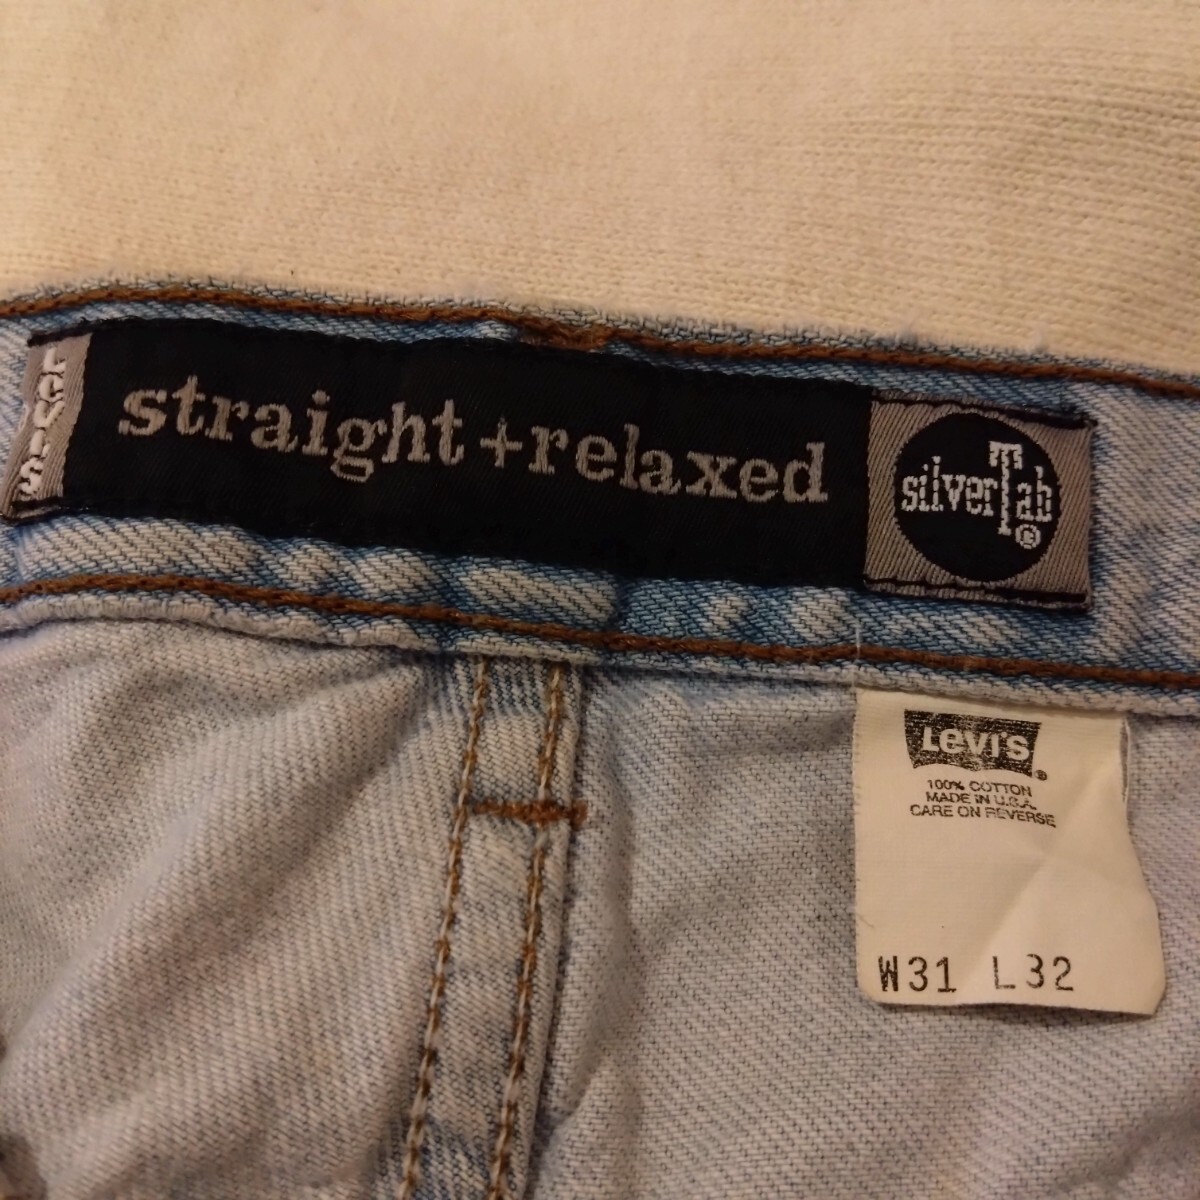 LEVI'S
straight+relaxed
silverTab®
LEVI'S®
100% COTTON
MADE IN U.S.A.
CARE ON REVERSE
W31 L32